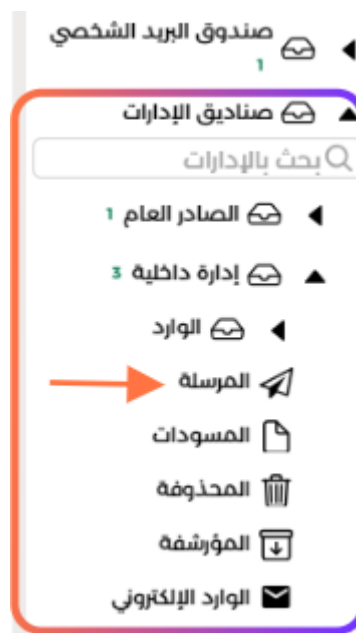 صندوق البريد الشخصي
1
صناديق الإدارات
بحث بالإدارات
الصادر العام 1
إدارة داخلية 3
الوارد
المرسلة
المسودات
المحذوفة
المؤرشفة
الوارد الإلكتروني